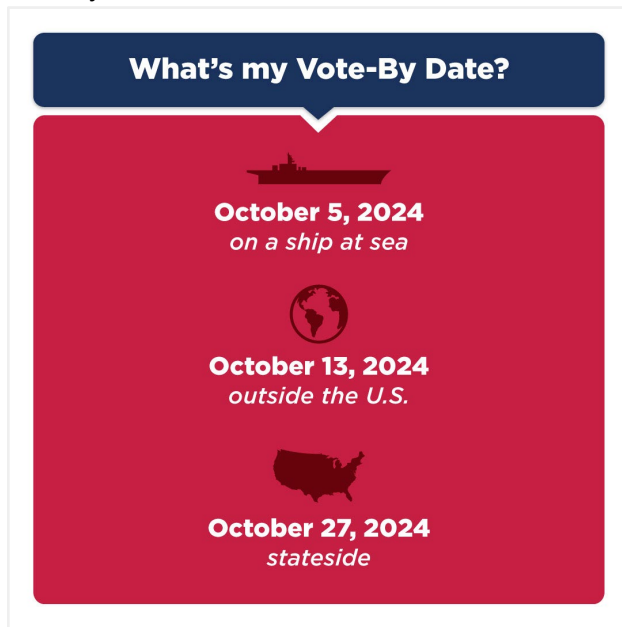 What's my Vote-By Date?
October 5, 2024
on a ship at sea
October 13, 2024
outside the U.S.
October 27, 2024
stateside